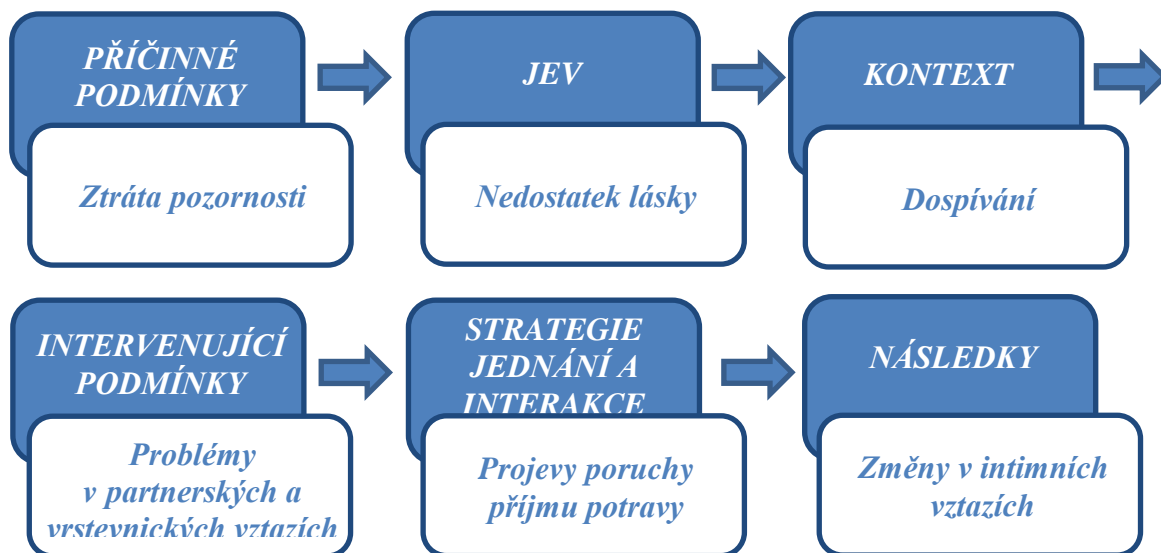 PŘÍČINNÉ
PODMÍNKY
Ztráta pozornosti
JEV
Nedostatek lásky
KONTEXT
Dospívání
INTERVENUJÍCÍ
PODMÍNKY
Problémy
v partnerských a
vrstevnických vztazích
STRATEGIE
JEDNÁNÍ A
INTERAKCE
Projevy poruchy
příjmu potravy
NÁSLEDKY
Změny v intimních
vztazích